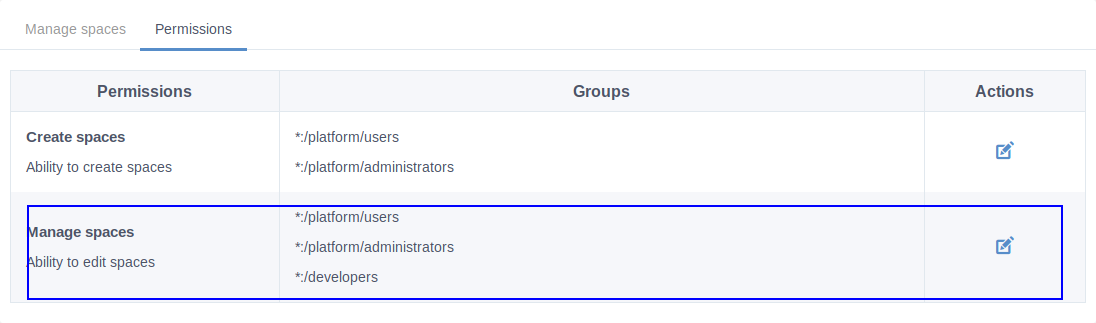 Manage spaces Permissions
Permissions Groups Actions
Create spaces
Ability to create spaces
*:/platform/users
*:/platform/administrators
Manage spaces
Ability to edit spaces
*:/platform/users
*:/platform/administrators
*:/developers